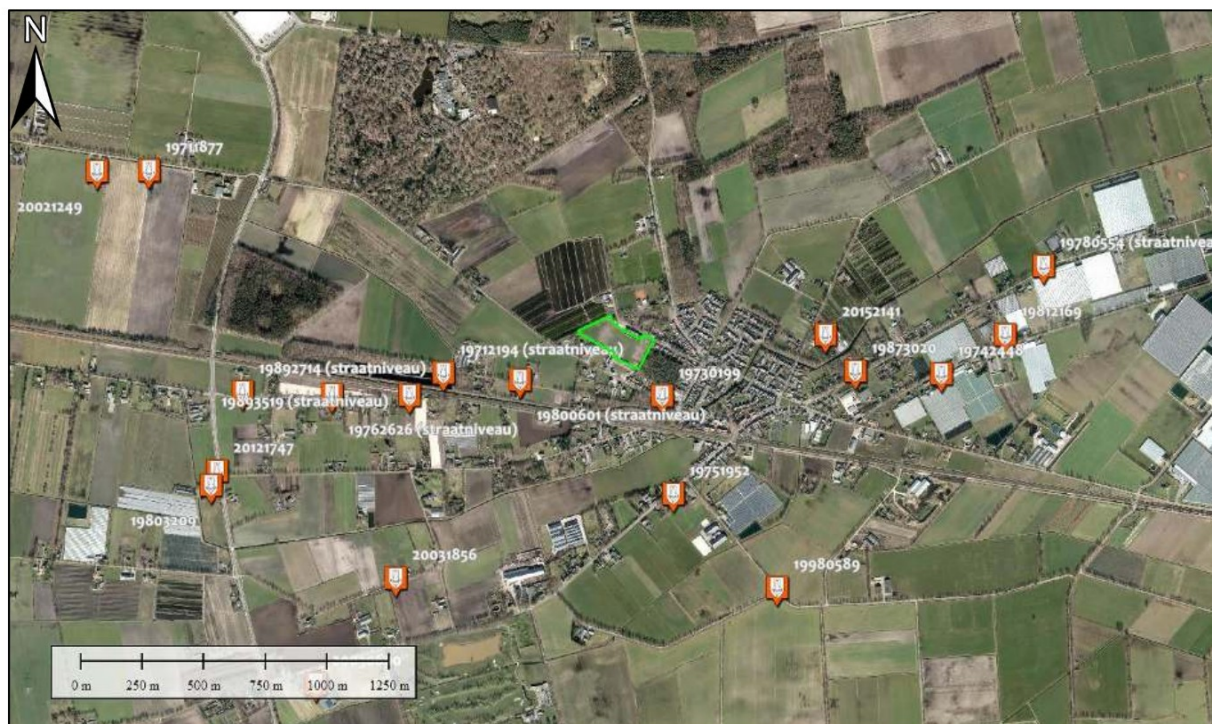 N
19711877
20021249
19780554 (straatniveau
20152141
19812169
19712194 (straatniveau)
19892714 (straatniveau)
19873020
19742448
19730199
19893519 (straatniveau)
19800601 (straatniveau)
19762626 (straatniveau)
20121747
19751952
19803209
20031856
19980589
0 m 250 m 500 m 750 m 1000 m 1250 m